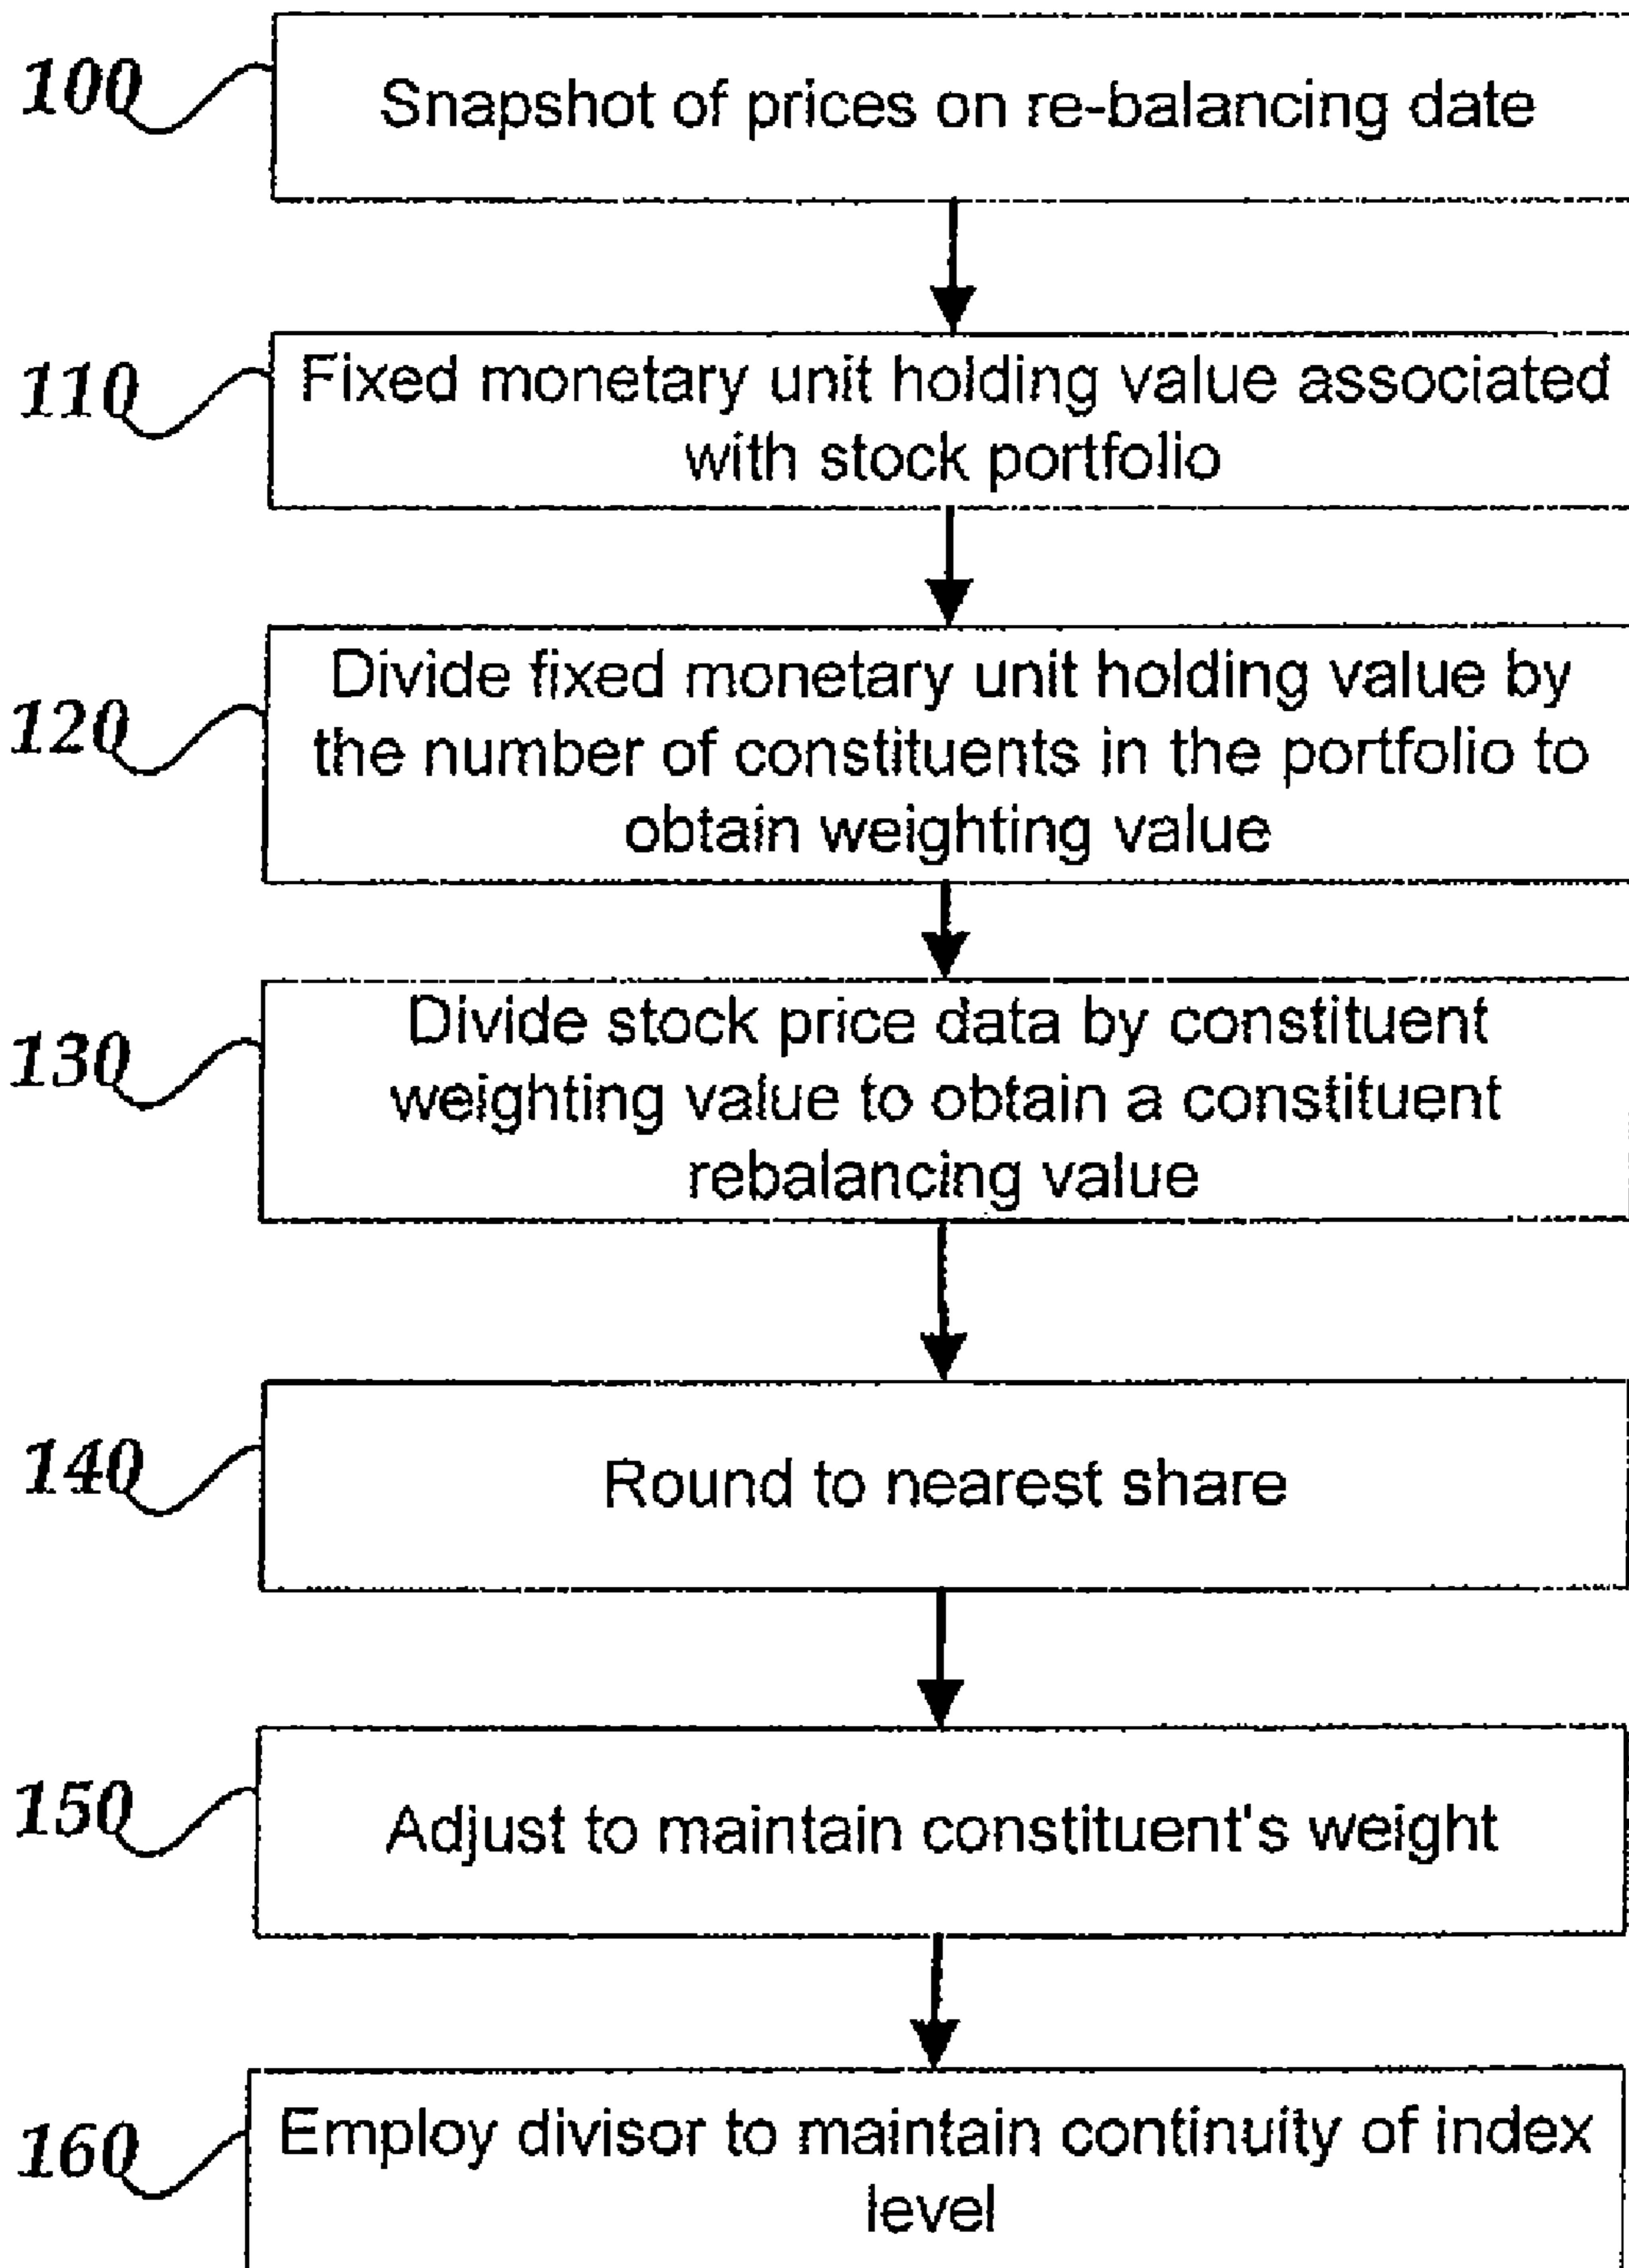 100
Snapshot of prices on re-balancing date
110
Fixed monetary unit holding value associated
with stock portfolio
120
Divide fixed monetary unit holding value by
the number of constituents in the portfolio to
obtain weighting value
130
Divide stock price data by constituent
weighting value to obtain a constituent
rebalancing value
140
Round to nearest share
150
Adjust to maintain constituent's weight
160
Employ divisor to maintain continuity of index
level